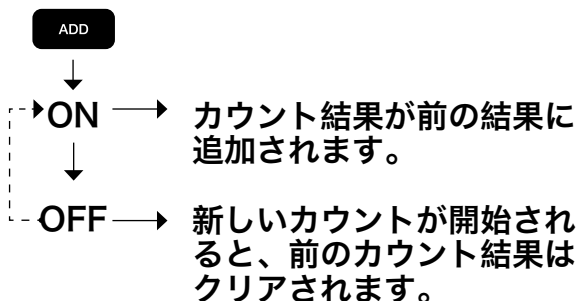 ADD
ON
カウント結果が前の結果に
追加されます。
OFF
新しいカウントが開始され
ると、前のカウント結果は
クリアされます。